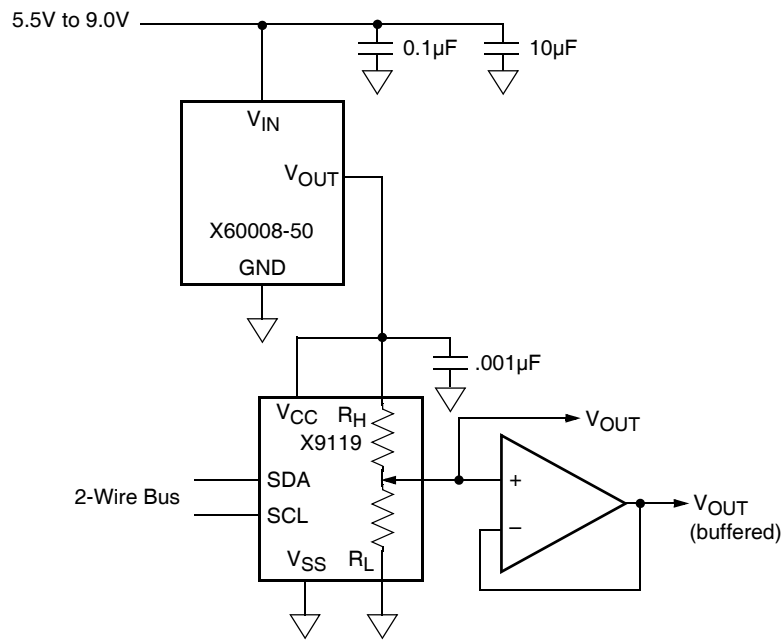 5.5V to 9.0V
0.1µF
10µF
VIN
VOUT
X60008-50
GND
.001µF
VCC
RH
X9119
VOUT
2-Wire Bus
SDA
SCL
+
–
VOUT
(buffered)
VSS
RL